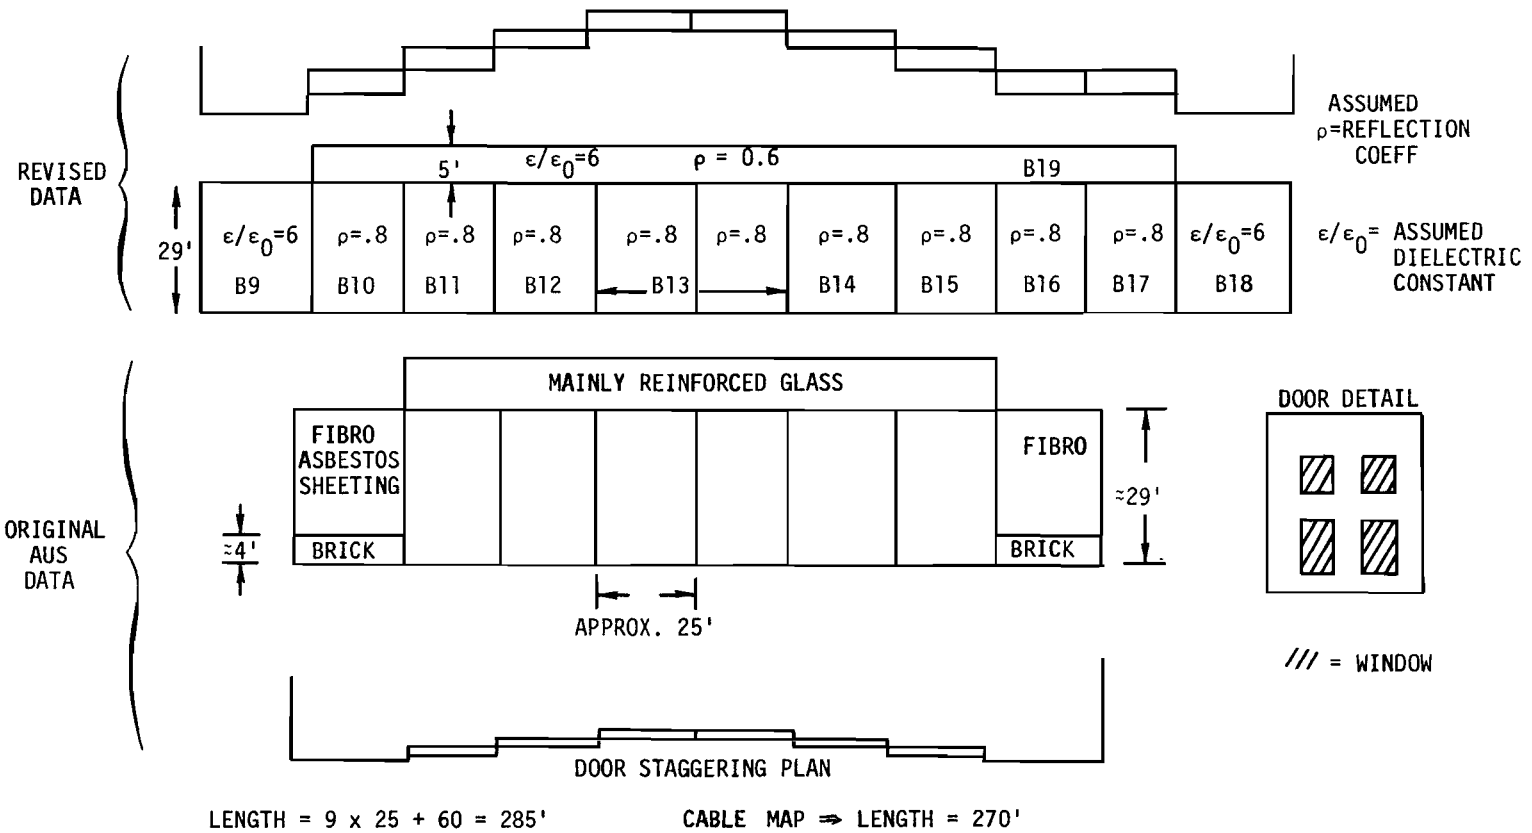 ASSUMED
ρ=REFLECTION
COEFF
REVISED
DATA
5'
ε/ε0=6
ρ = 0.6
B19
29'
ε/ε0=6
ρ=.8
ρ=.8
ρ=.8
ρ=.8
ρ=.8
ρ=.8
ρ=.8
ρ=.8
ρ=.8
ε/ε0=6
B9
B10
B11
B12
B13
B14
B15
B16
B17
B18
ε/ε0= ASSUMED
DIELECTRIC
CONSTANT
ORIGINAL
AUS
DATA
MAINLY REINFORCED GLASS
FIBRO
ASBESTOS
SHEETING
FIBRO
≈29'
≈4'
BRICK
BRICK
APPROX. 25'
DOOR DETAIL
/// = WINDOW
DOOR STAGGERING PLAN
LENGTH = 9 x 25 + 60 = 285'
CABLE MAP ⇒ LENGTH = 270'